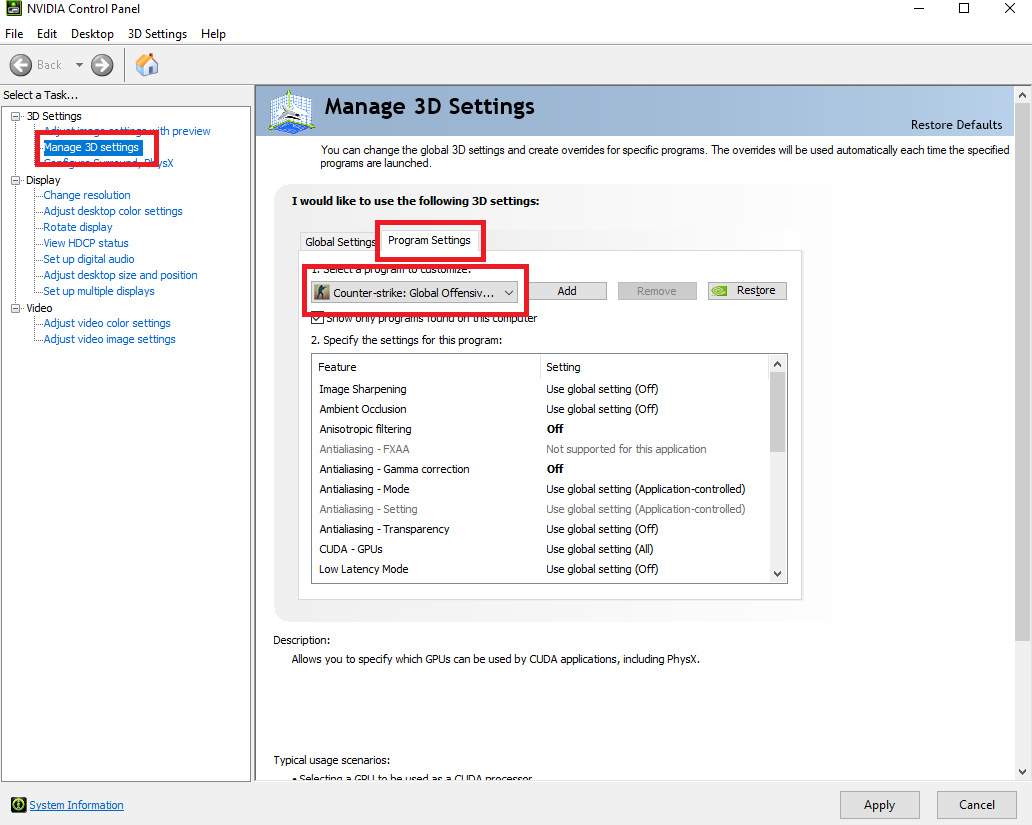 NVIDIA Control Panel
File Edit Desktop 3D Settings Help
Back
Select a Task...
3D Settings
Adjust image settings with preview
Manage 3D settings
Configure Surround, PhysX
Display
Change resolution
Adjust desktop color settings
Rotate display
View HDCP status
Set up digital audio
Adjust desktop size and position
Set up multiple displays
Video
Adjust video color settings
Adjust video image settings
Manage 3D Settings
Restore Defaults
You can change the global 3D settings and create overrides for specific programs. The overrides will be used automatically each time the specified
programs are launched.
I would like to use the following 3D settings:
Global Settings Program Settings
1. Select a program to customize:
Counter-strike: Global Offensiv... Add Remove Restore
Show only programs found on this computer
2. Specify the settings for this program:
Feature Setting
Image Sharpening Use global setting (Off)
Ambient Occlusion Use global setting (Off)
Anisotropic filtering Off
Antialiasing - FXAA Not supported for this application
Antialiasing - Gamma correction Off
Antialiasing - Mode Use global setting (Application-controlled)
Antialiasing - Setting Use global setting (Application-controlled)
Antialiasing - Transparency Use global setting (Off)
CUDA - GPUs Use global setting (All)
Low Latency Mode Use global setting (Off)
Description:
Allows you to specify which GPUs can be used by CUDA applications, including PhysX.
Typical usage scenarios:
• Selecting a GPU to be used as a CUDA processor
System Information
Apply Cancel